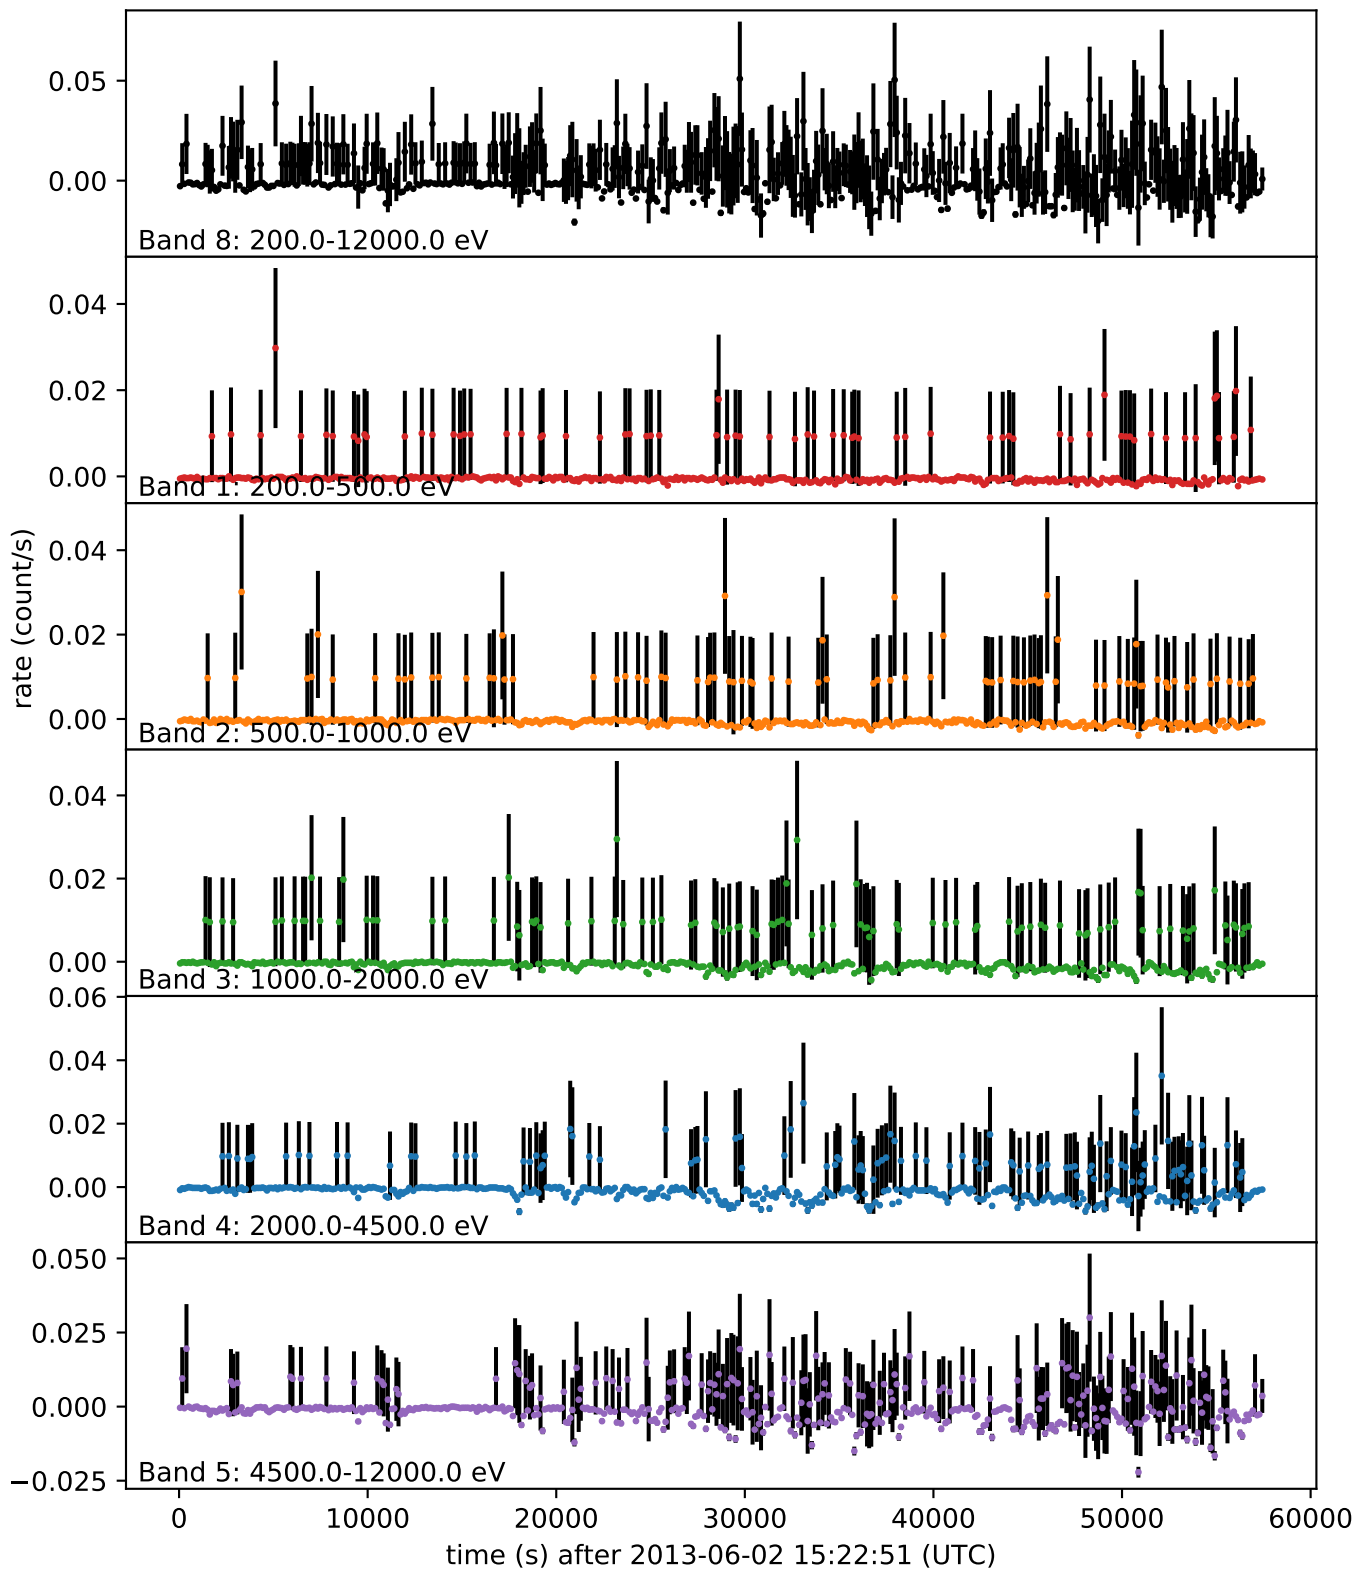 0.05
0.00
Band 8: 200.0-12000.0 eV
0.04
0.02
0.00
Band 1: 200.0-500.0 eV
rate (count/s)
0.04
0.02
0.00
Band 2: 500.0-1000.0 eV
0.04
0.02
0.00
Band 3: 1000.0-2000.0 eV
0.06
0.04
0.02
0.00
Band 4: 2000.0-4500.0 eV
0.050
0.025
0.000
−0.025
Band 5: 4500.0-12000.0 eV
0 10000 20000 30000 40000 50000 60000
time (s) after 2013-06-02 15:22:51 (UTC)